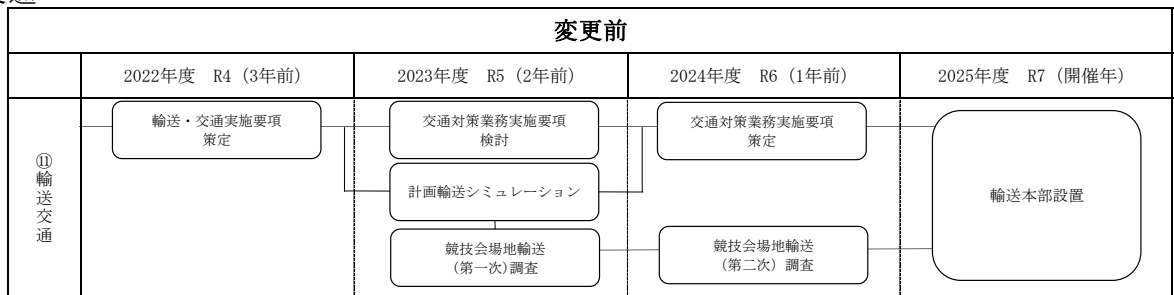 変更前
2022年度 R4（3年前）
2023年度 R5（2年前）
2024年度 R6（1年前）
2025年度 R7（開催年）
⑪輸送交通
輸送・交通実施要項
策定
交通対策業務実施要項
検討
交通対策業務実施要項
策定
計画輸送シミュレーション
輸送本部設置
競技会場地輸送
(第一次)調査
競技会場地輸送
(第二次）調査